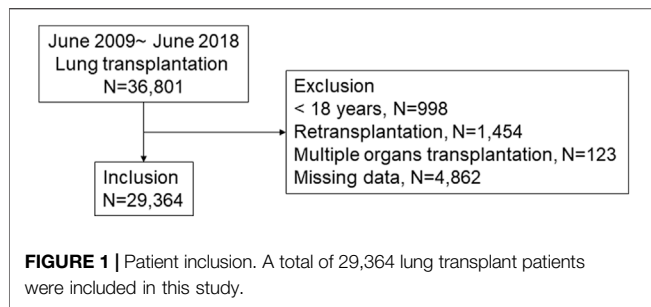 June 2009~ June 2018
Lung transplantation
N=36,801
Exclusion
< 18 years, N=998
Retransplantation, N=1,454
Multiple organs transplantation, N=123
Missing data, N=4,862
Inclusion
N=29,364
FIGURE 1 | Patient inclusion. A total of 29,364 lung transplant patients
were included in this study.